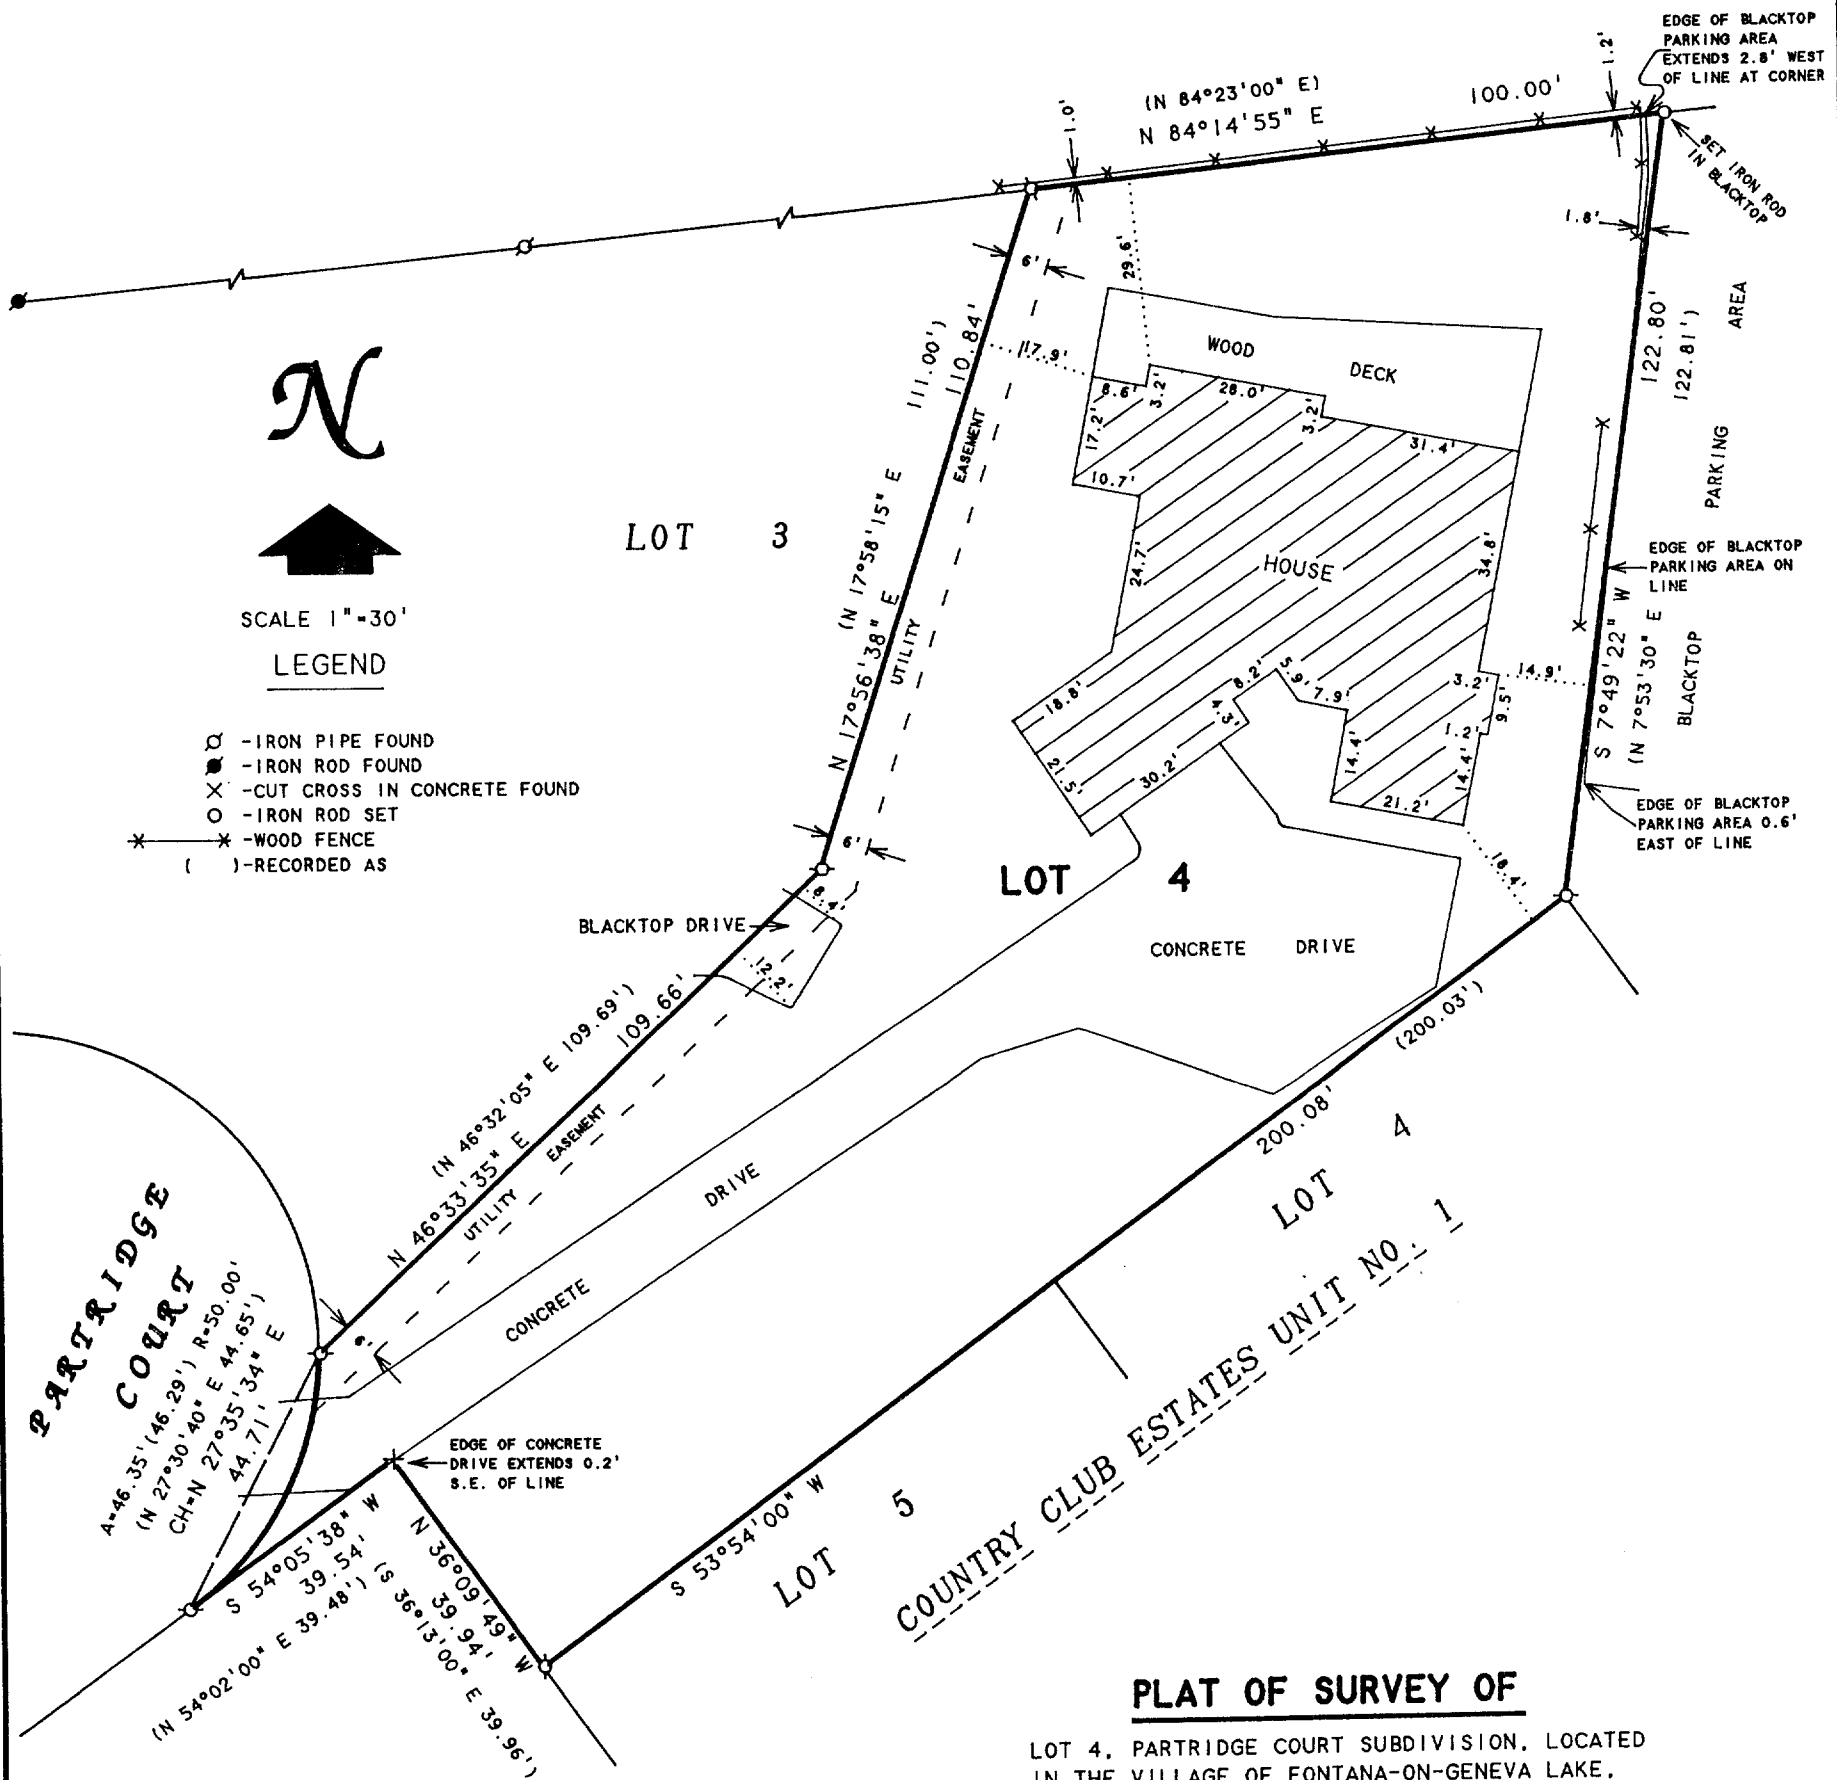 EDGE OF BLACKTOP
PARKING AREA
EXTENDS 2.8' WEST
OF LINE AT CORNER
1.2'
1.0'
(N 84°23'00" E)
N 84°14'55" E
100.00'
SET IRON ROD
IN BLACKTOP
1.8'
6'
29.6'
17.9'
111.00')
110.84'
(N 17°58'15" E
N 17°56'38" E
UTILITY
EASEMENT
WOOD DECK
8.6'
3.2'
28.0'
3.2'
31.4'
17.2'
10.7'
24.7'
HOUSE
34.8'
18.8'
21.5'
30.2'
4.3'
8.2'
5.9'
7.9'
14.4'
21.2'
14.4'
1.2'
9.5'
3.2'
14.9'
18.4'
122.80'
122.81')
S 7°49'22" W
(N 7°53'30" E
BLACKTOP PARKING AREA
EDGE OF BLACKTOP
PARKING AREA ON
LINE
EDGE OF BLACKTOP
PARKING AREA 0.6'
EAST OF LINE
N
SCALE 1"=30'
LEGEND
-IRON PIPE FOUND
-IRON ROD FOUND
-CUT CROSS IN CONCRETE FOUND
-IRON ROD SET
-WOOD FENCE
( )-RECORDED AS
LOT 3
6'
8.4'
BLACKTOP DRIVE
12.2'
LOT 4
CONCRETE DRIVE
(N 46°32'05" E 109.69')
109.66'
N 46°33'35" E
UTILITY EASEMENT
6'
CONCRETE DRIVE
(200.03')
200.08'
S 53°54'00" W
LOT 4
LOT 5
COUNTRY CLUB ESTATES UNIT NO. 1
PARTRIDGE
COURT
A=46.35'(46.29') R=50.00'
(N 27°30'40" E 44.65')
CH=N 27°35'34" E
44.71'
EDGE OF CONCRETE
DRIVE EXTENDS 0.2'
S.E. OF LINE
S 54°05'38" W
39.54'
(N 54°02'00" E 39.48')
N 36°09'49" W
39.94'
(S 36°13'00" E 39.96')
PLAT OF SURVEY OF
LOT 4, PARTRIDGE COURT SUBDIVISION, LOCATED
IN THE VILLAGE OF FONTANA-ON-GENEVA LAKE,